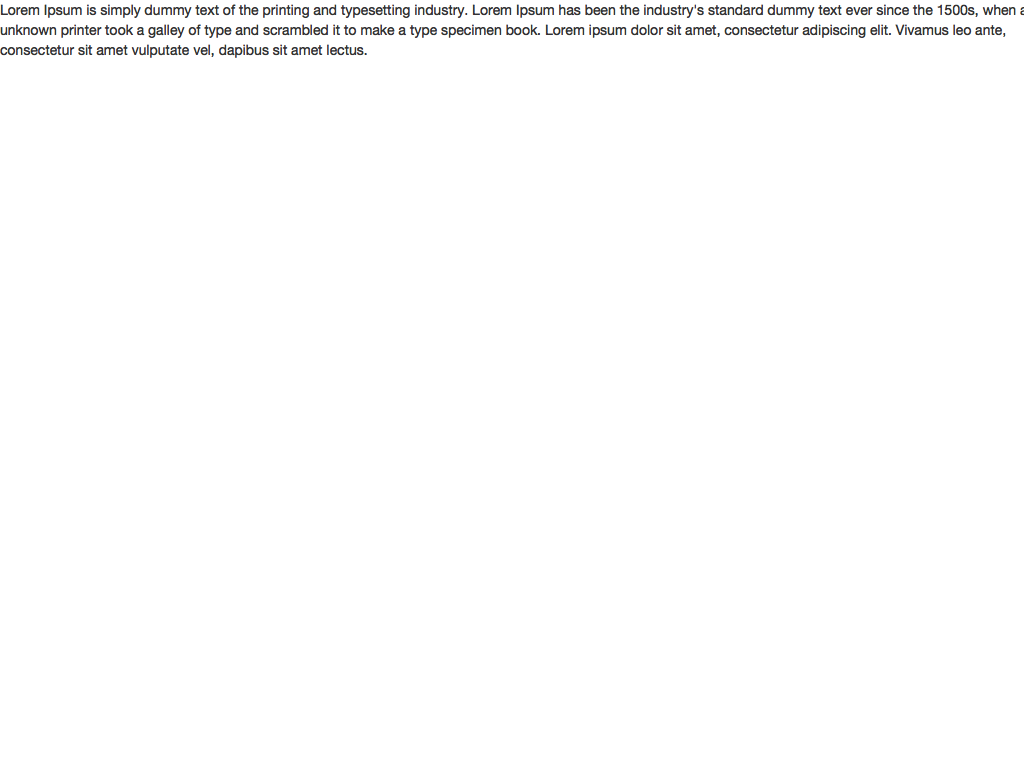 Lorem Ipsum is simply dummy text of the printing and typesetting industry. Lorem Ipsum has been the industry's standard dummy text ever since the 1500s, when
unknown printer took a galley of type and scrambled it to make a type specimen book. Lorem ipsum dolor sit amet, consectetur adipiscing elit. Vivamus leo ante,
consectetur sit amet vulputate vel, dapibus sit amet lectus.